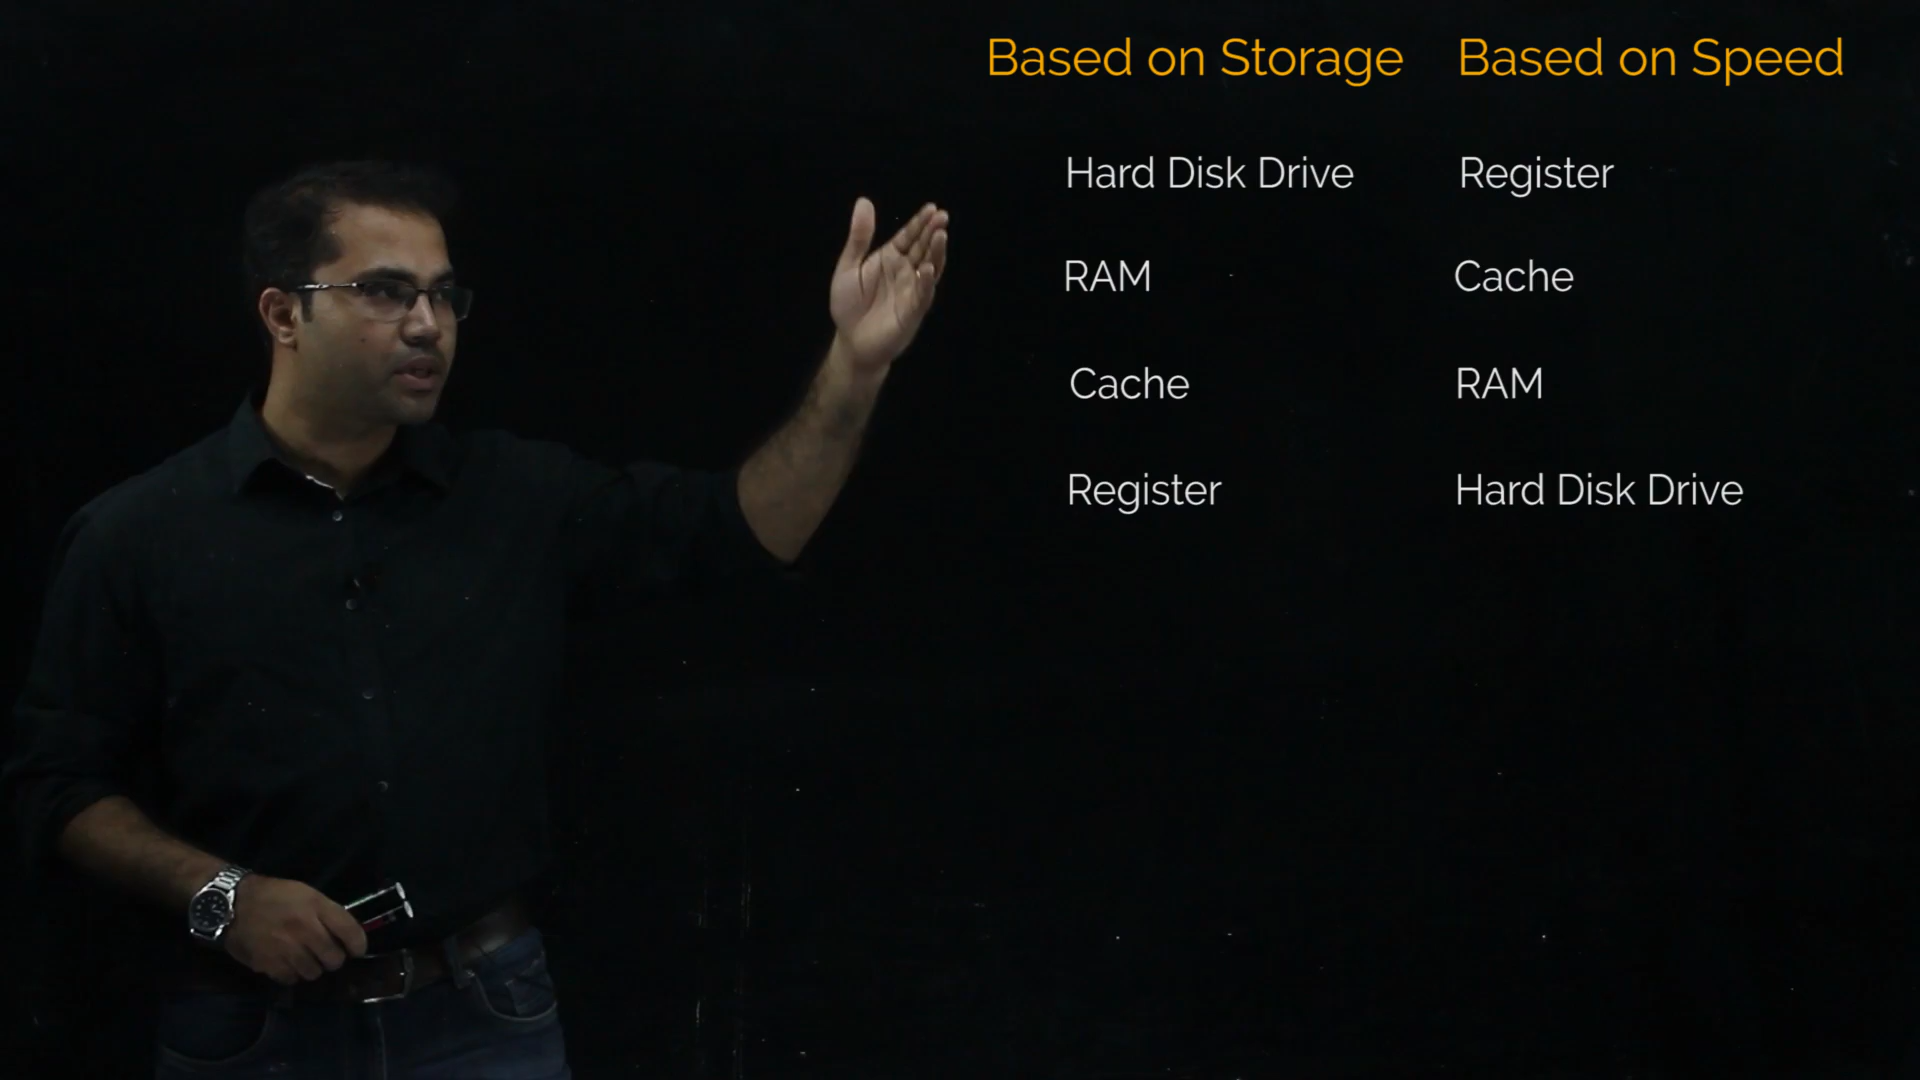 Based on Storage
Based on Speed
Hard Disk Drive
Register
RAM
Cache
Cache
RAM
Register
Hard Disk Drive